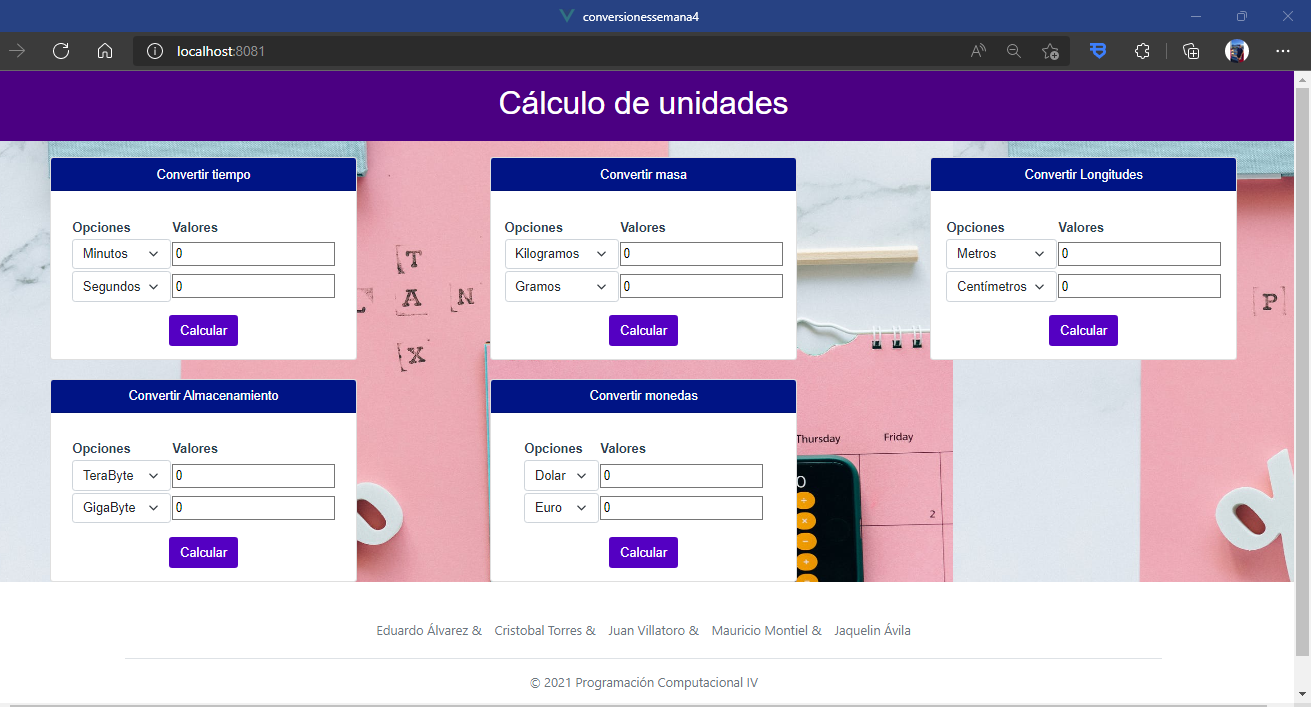 conversionessemana4
localhost:8081
Cálculo de unidades
Convertir tiempo
Opciones Valores
Minutos 0
Segundos 0
Calcular
Convertir masa
Opciones Valores
Kilogramos 0
Gramos 0
Calcular
Convertir Longitudes
Opciones Valores
Metros 0
Centímetros 0
Calcular
T
A N
X
P
Convertir Almacenamiento
Opciones Valores
TeraByte 0
GigaByte 0
Calcular
Convertir monedas
Opciones Valores
Dolar 0
Euro 0
Calcular
Thursday Friday
0
2
Eduardo Álvarez & Cristobal Torres & Juan Villatoro & Mauricio Montiel & Jaquelin Ávila
© 2021 Programación Computacional IV